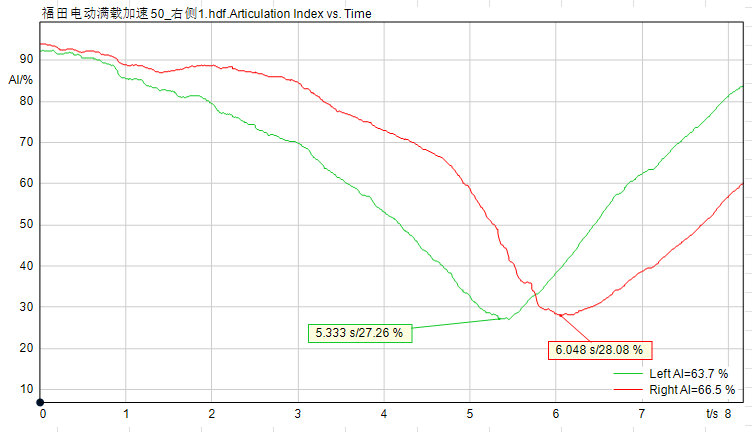 福田电动满载加速50_右侧1.hdf.Articulation Index vs. Time
90
AI/%
80
70
60
50
40
30
20
10
5.333 s/27.26 %
6.048 s/28.08 %
Left AI=63.7 %
Right AI=66.5 %
0 1 2 3 4 5 6 7 t/s 8